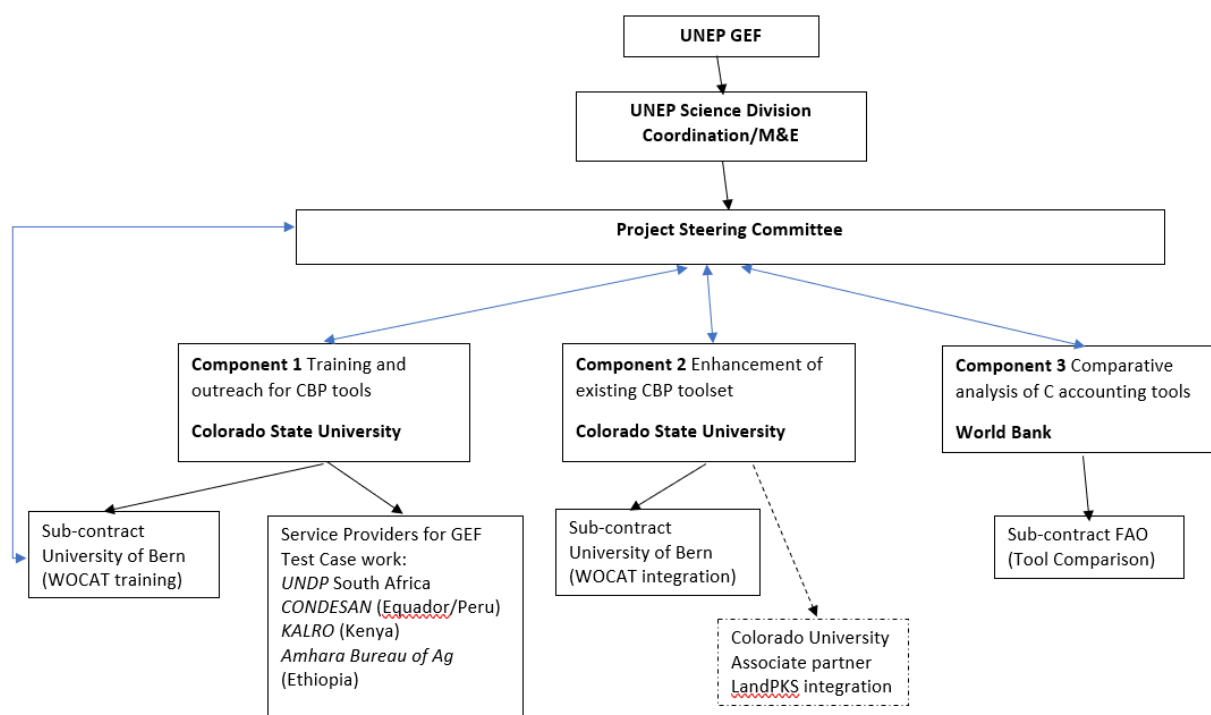 UNEP GEF
UNEP Science Division
Coordination/M&E
Project Steering Committee
Component 1 Training and
outreach for CBP tools
Colorado State University
Component 2 Enhancement of
existing CBP toolset
Colorado State University
Component 3 Comparative
analysis of C accounting tools
World Bank
Sub-contract
University of Bern
(WOCAT training)
Service Providers for GEF
Test Case work:
UNDP South Africa
CONDESAN (Equador/Peru)
KALRO (Kenya)
Amhara Bureau of Ag
(Ethiopia)
Sub-contract
University of Bern
(WOCAT integration)
Colorado University
Associate partner
LandPKS integration
Sub-contract FAO
(Tool Comparison)